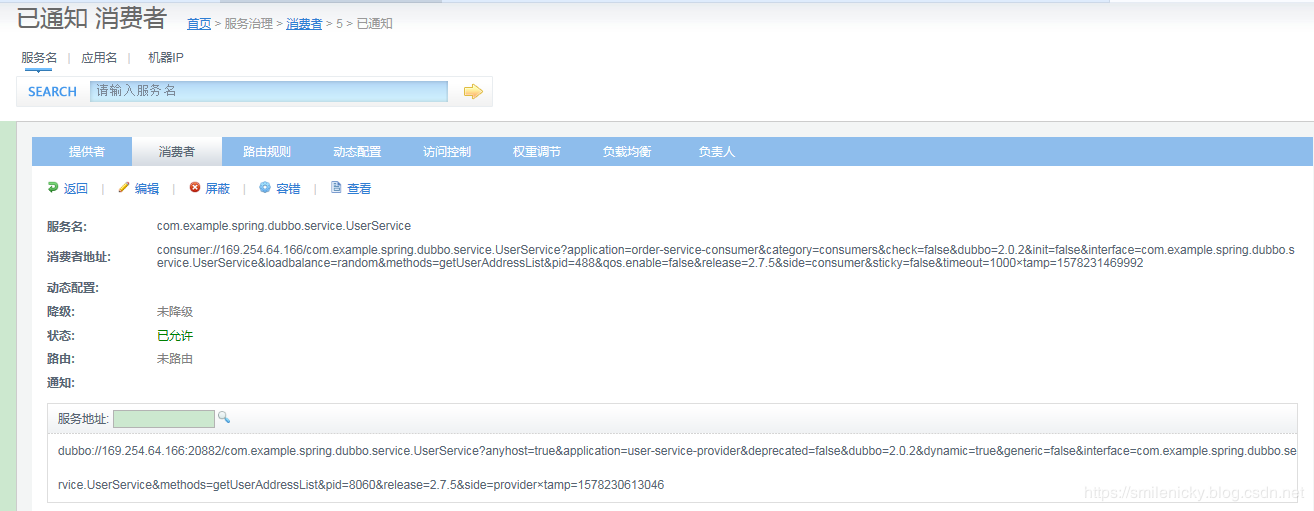 已通知 消费者 首页 > 服务治理 > 消费者 > 5 > 已通知
服务名 | 应用名 | 机器IP
SEARCH 请输入服务名
提供者 消费者 路由规则 动态配置 访问控制 权重调节 负载均衡 负责人
返回 | 编辑 | 屏蔽 | 容错 | 查看
服务名: com.example.spring.dubbo.service.UserService
消费者地址: consumer://169.254.64.166/com.example.spring.dubbo.service.UserService?application=order-service-consumer&category=consumers&check=false&dubbo=2.0.2&init=false&interface=com.example.spring.dubbo.s
ervice.UserService&loadbalance=random&methods=getUserAddressList&pid=488&qos.enable=false&release=2.7.5&side=consumer&sticky=false&timeout=1000×tamp=1578231469992
动态配置:
降级: 未降级
状态: 已允许
路由: 未路由
通知:
服务地址:
dubbo://169.254.64.166:20882/com.example.spring.dubbo.service.UserService?anyhost=true&application=user-service-provider&deprecated=false&dubbo=2.0.2&dynamic=true&generic=false&interface=com.example.spring.dubbo.se
rvice.UserService&methods=getUserAddressList&pid=8060&release=2.7.5&side=provider×tamp=1578230613046
https://smilenicky.blog.csdn.net